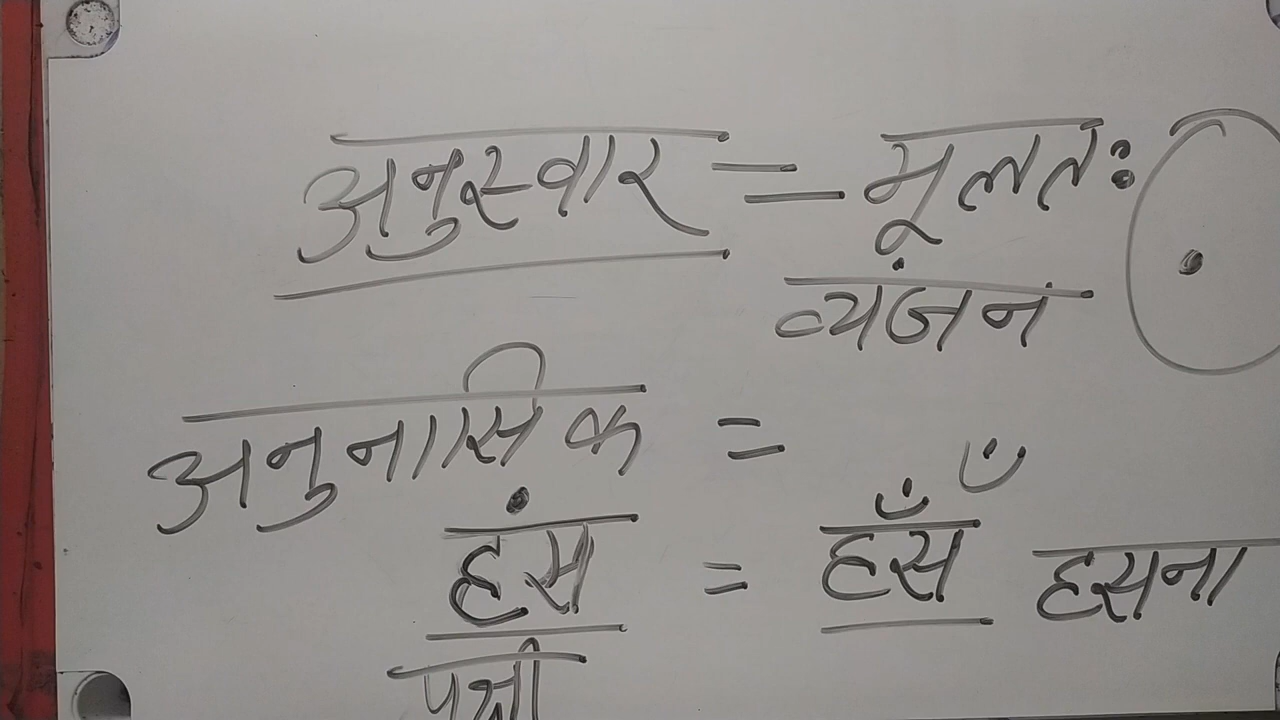 अनुस्वार = मूलतः
व्यंजन
अनुनासिक = ँ
हंस = हँस हसना
पक्षी